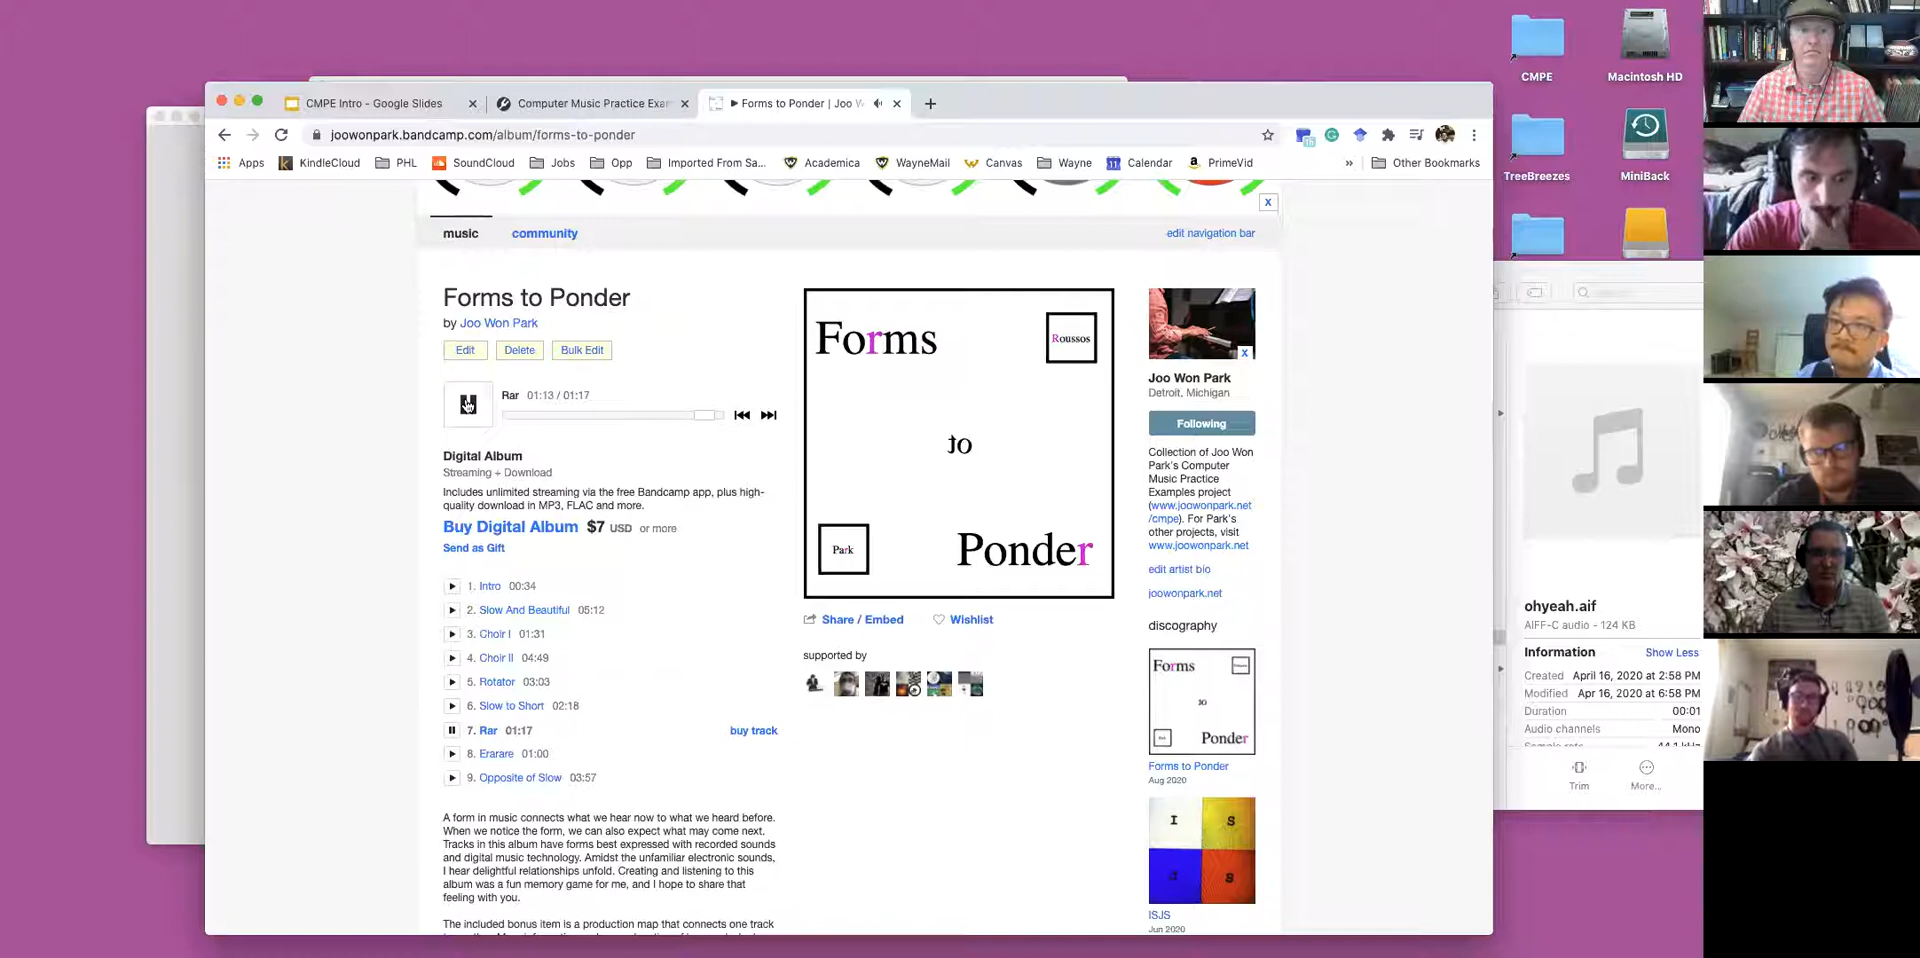 CMPE
Macintosh HD
TreeBreezes
MiniBack
CMPE Intro - Google Slides
Computer Music Practice Exar
Forms to Ponder | Joo W
joowonpark.bandcamp.com/album/forms-to-ponder
Apps
KindleCloud
PHL
SoundCloud
Jobs
Opp
Imported From Sa...
Academica
WayneMail
Canvas
Wayne
Calendar
PrimeVid
»
Other Bookmarks
X
music
community
edit navigation bar
Forms to Ponder
by Joo Won Park
Edit
Delete
Bulk Edit
Rar 01:13 / 01:17
Digital Album
Streaming + Download
Includes unlimited streaming via the free Bandcamp app, plus high-
quality download in MP3, FLAC and more.
Buy Digital Album $7 USD or more
Send as Gift
1. Intro 00:34
2. Slow And Beautiful 05:12
3. Choir I 01:31
4. Choir II 04:49
5. Rotator 03:03
6. Slow to Short 02:18
7. Rar 01:17 buy track
8. Erarare 01:00
9. Opposite of Slow 03:57
A form in music connects what we hear now to what we heard before.
When we notice the form, we can also expect what may come next.
Tracks in this album have forms best expressed with recorded sounds
and digital music technology. Amidst the unfamiliar electronic sounds,
I hear delightful relationships unfold. Creating and listening to this
album was a fun memory game for me, and I hope to share that
feeling with you.
The included bonus item is a production map that connects one track
Forms
Roussos
to
Park
Ponder
Share / Embed
Wishlist
supported by
X
Joo Won Park
Detroit, Michigan
Following
Collection of Joo Won
Park's Computer
Music Practice
Examples project
(www.joowonpark.net
/cmpe). For Park's
other projects, visit
www.joowonpark.net
edit artist bio
joowonpark.net
discography
Forms
to
Park
Ponder
Forms to Ponder
Aug 2020
I S
J S
ISJS
Jun 2020
ohyeah.aif
AIFF-C audio - 124 KB
Information
Show Less
Created April 16, 2020 at 2:58 PM
Modified Apr 16, 2020 at 6:58 PM
Duration 00:01
Audio channels Mono
Trim
More...